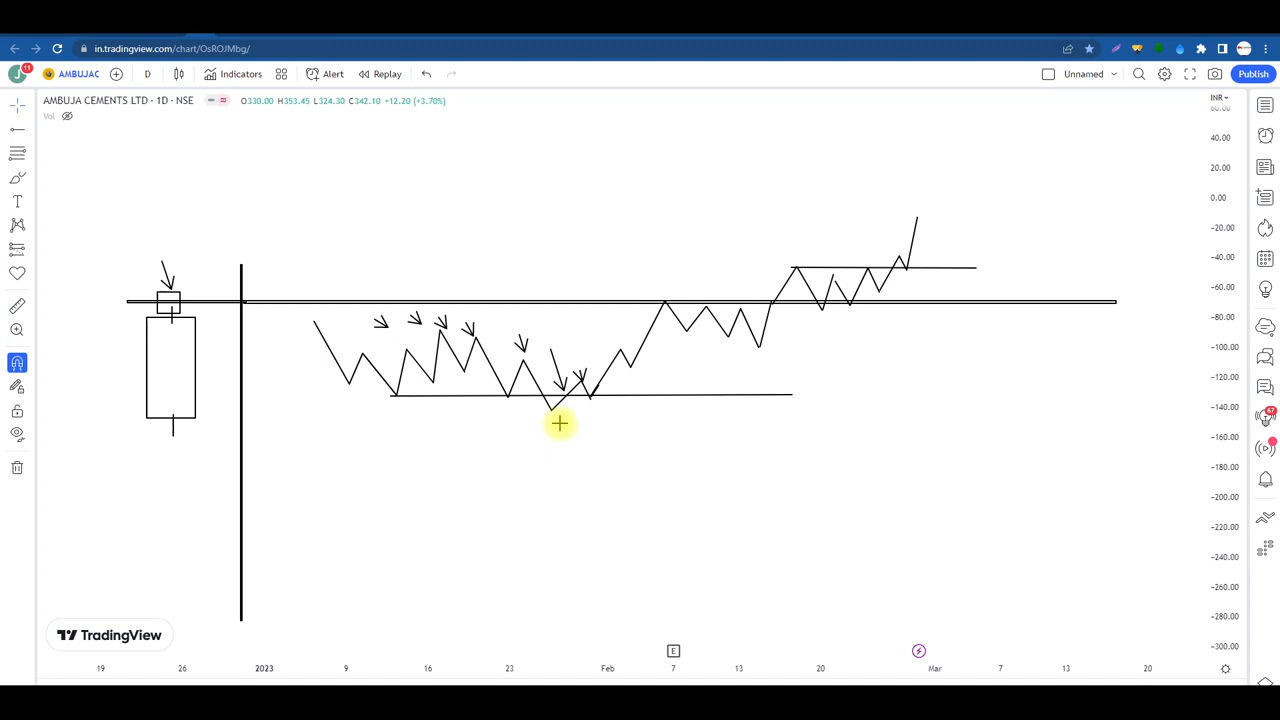 in.tradingview.com/chart/OsROJMbg/
J 11 AMBUJAC D Indicators Alert Replay Unnamed Publish
AMBUJA CEMENTS LTD · 1D · NSE O330.00 H353.45 L324.30 C342.10 +12.20 (+3.70%) INR
Vol
60.00
40.00
20.00
0.00
-20.00
-40.00
-60.00
-80.00
-100.00
-120.00
-140.00
67
-160.00
-180.00
-200.00
-220.00
-240.00
-260.00
-280.00
TradingView
-300.00
E
19 26 2023 9 16 23 Feb 7 13 20 Mar 7 13 20